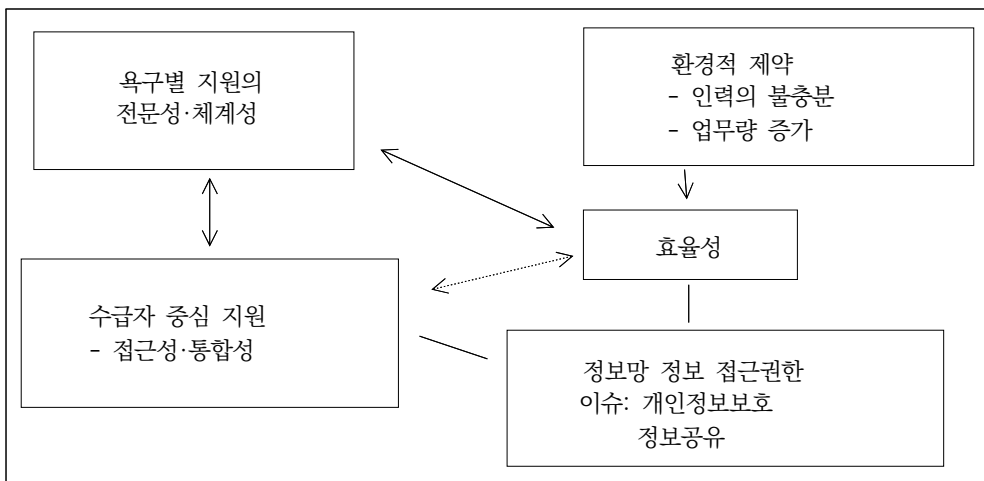 욕구별 지원의
전문성·체계성
환경적 제약
- 인력의 불충분
- 업무량 증가
효율성
수급자 중심 지원
- 접근성·통합성
정보망 정보 접근권한
이슈: 개인정보보호
정보공유